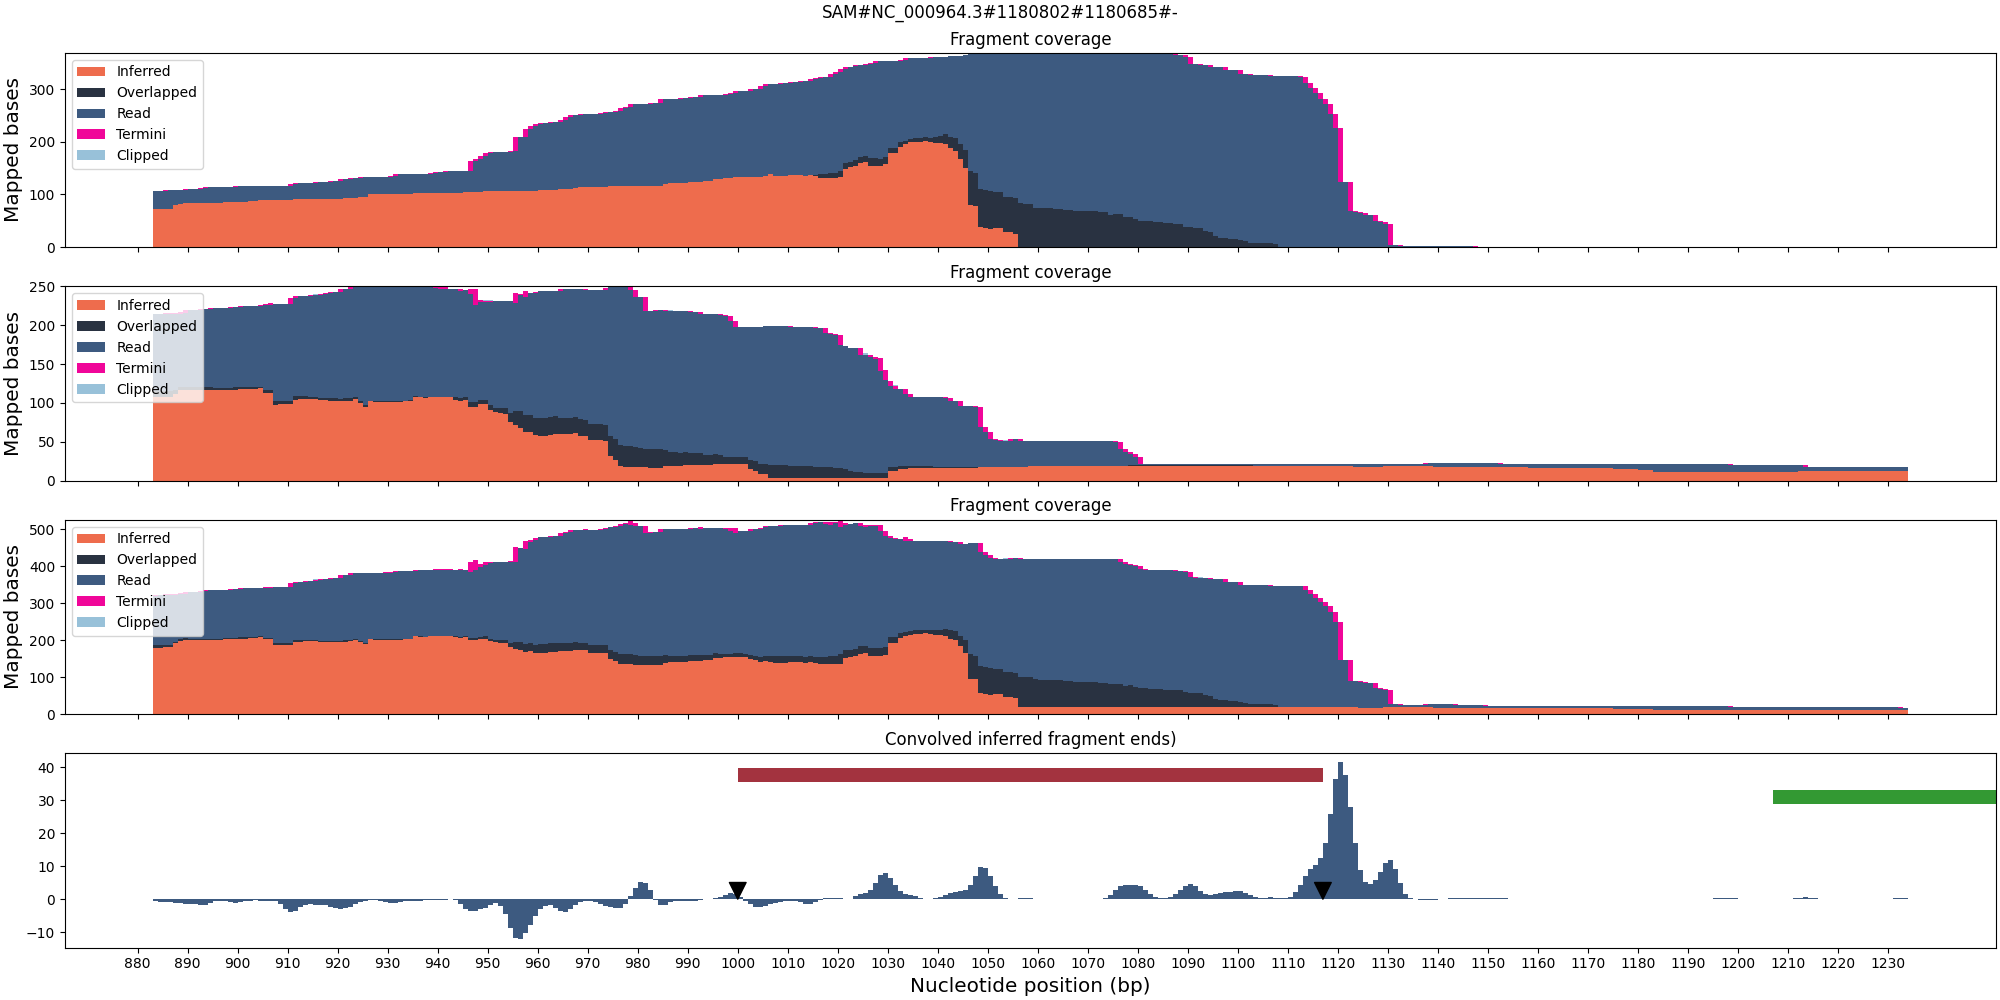 SAM#NC_000964.3#1180802#1180685#-
Fragment coverage
Mapped bases
300
200
100
0
Inferred
Overlapped
Read
Termini
Clipped
Fragment coverage
Mapped bases
250
200
150
100
50
0
Inferred
Overlapped
Read
Termini
Clipped
Fragment coverage
Mapped bases
500
400
300
200
100
0
Inferred
Overlapped
Read
Termini
Clipped
Convolved inferred fragment ends)
40
30
20
10
0
−10
880 890 900 910 920 930 940 950 960 970 980 990 1000 1010 1020 1030 1040 1050 1060 1070 1080 1090 1100 1110 1120 1130 1140 1150 1160 1170 1180 1190 1200 1210 1220 1230
Nucleotide position (bp)